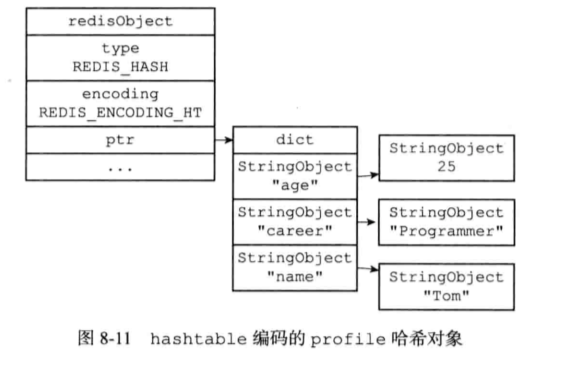 redisObject
type
REDIS_HASH
encoding
REDIS_ENCODING_HT
ptr
...
dict
StringObject
"age"
StringObject
"career"
StringObject
"name"
StringObject
25
StringObject
"Programmer"
StringObject
"Tom"
图 8-11 hashtable 编码的 profile 哈希对象